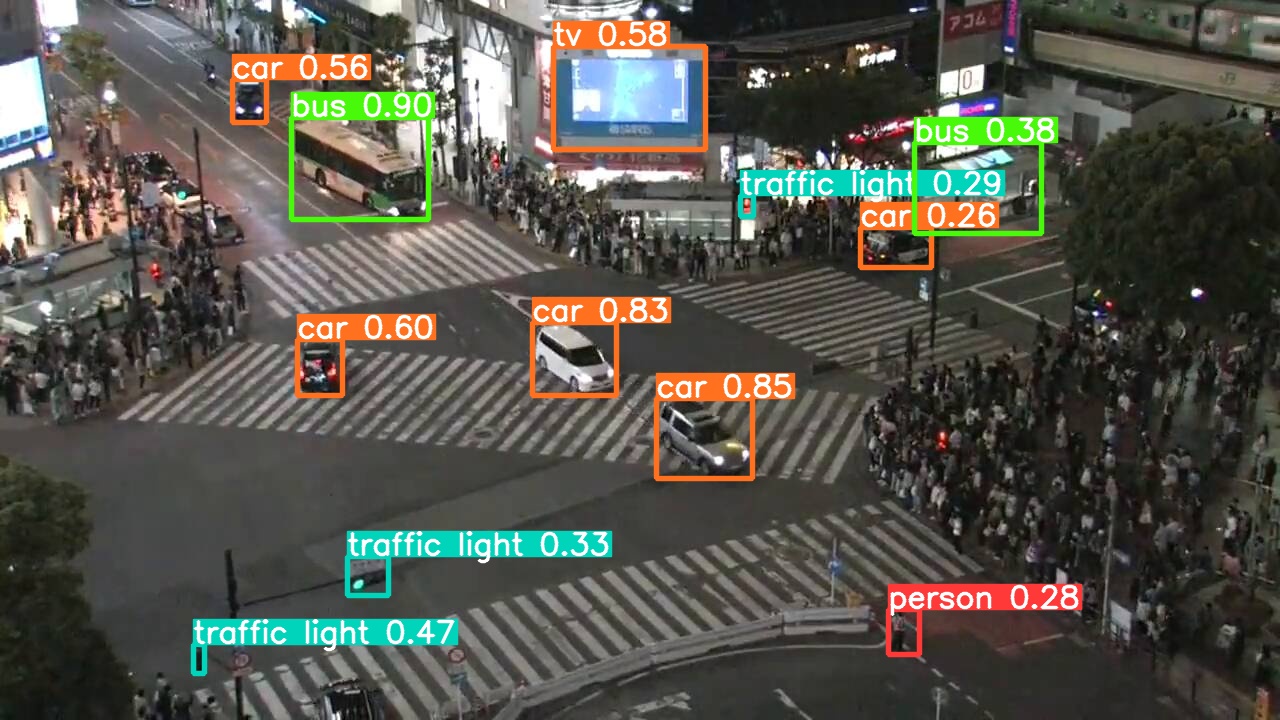 アコム
tv 0.58
car 0.56
bus 0.90
bus 0.38
traffic light 0.29
car 0.26
car 0.83
car 0.60
car 0.85
traffic light 0.33
person 0.28
traffic light 0.47